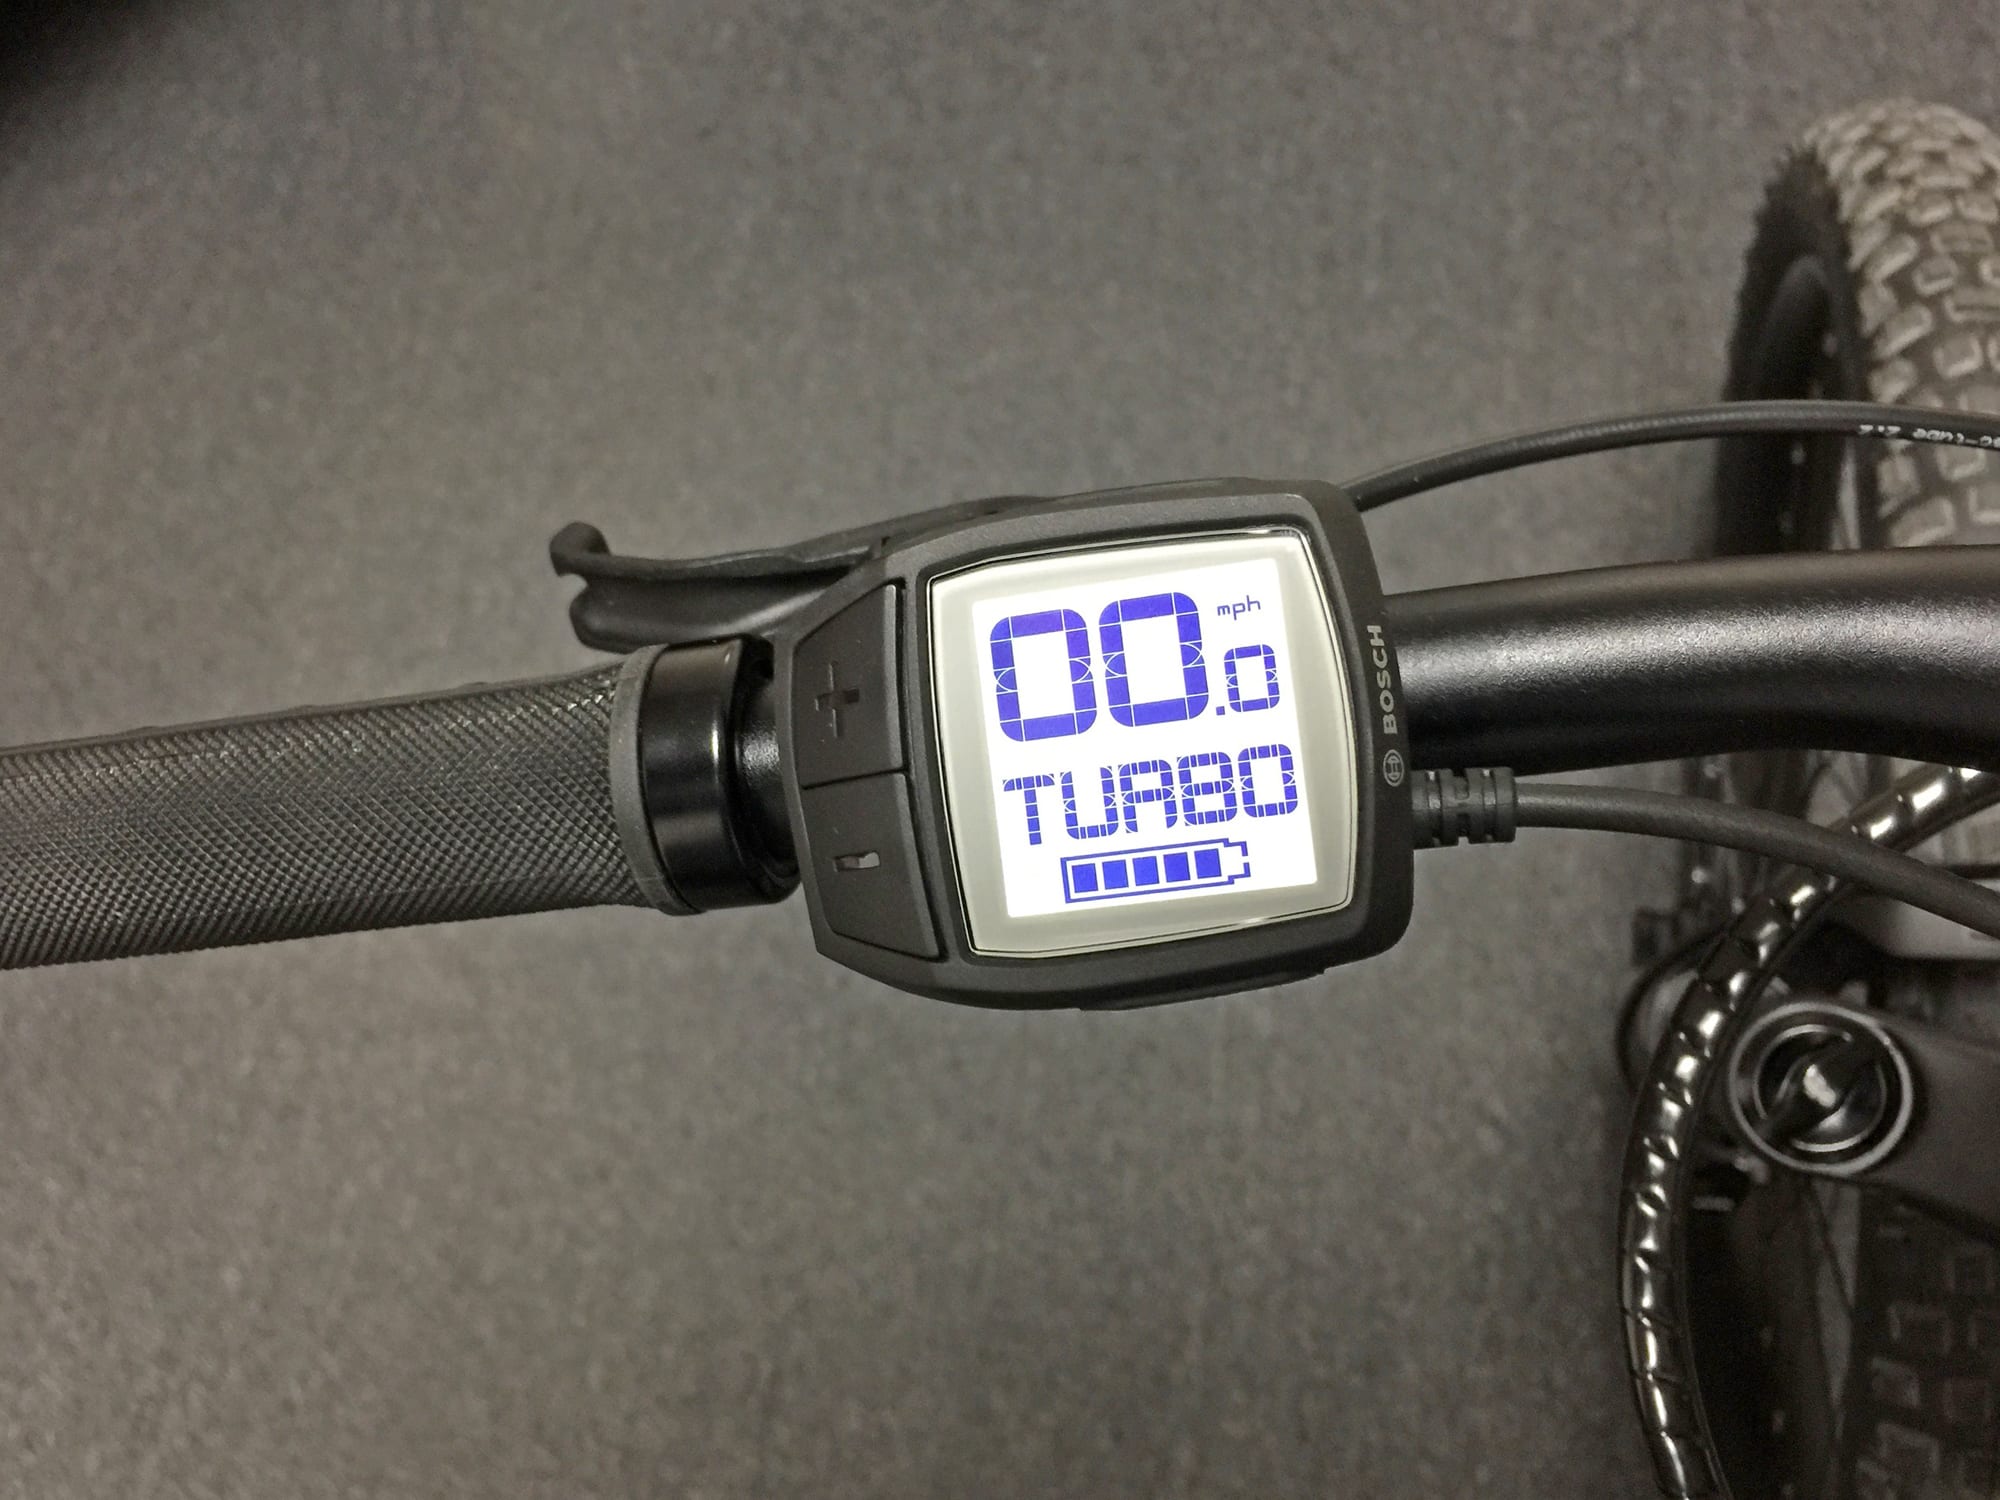 mph
00.0
TURBO
+
-
BOSCH